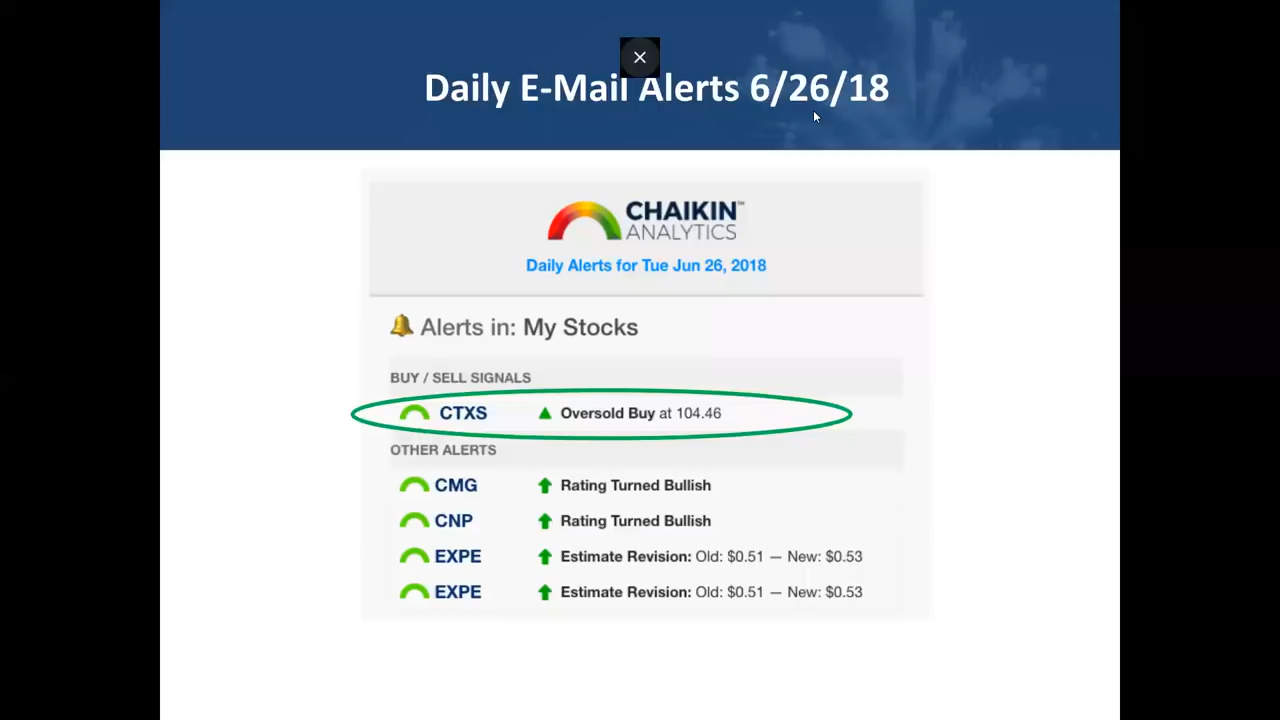 Daily E-Mail Alerts 6/26/18
CHAIKIN™
ANALYTICS
Daily Alerts for Tue Jun 26, 2018
Alerts in: My Stocks
BUY / SELL SIGNALS
CTXS Oversold Buy at 104.46
OTHER ALERTS
CMG Rating Turned Bullish
CNP Rating Turned Bullish
EXPE Estimate Revision: Old: $0.51 — New: $0.53
EXPE Estimate Revision: Old: $0.51 — New: $0.53